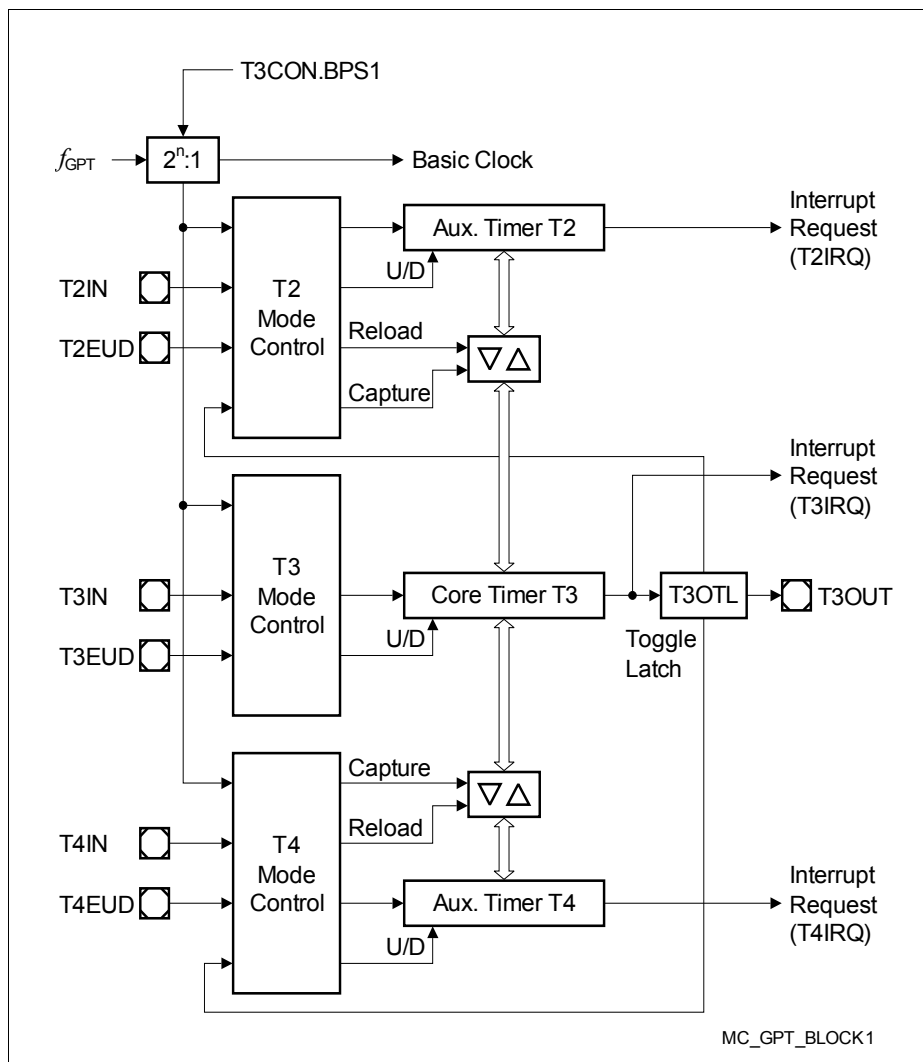 T3CON.BPS1
fGPT
2ⁿ:1
Basic Clock
Interrupt
Request
(T2IRQ)
Aux. Timer T2
U/D
T2IN
T2
Mode
Control
T2EUD
Reload
Capture
Interrupt
Request
(T3IRQ)
T3
Mode
Control
T3IN
Core Timer T3
T3OTL
T3OUT
T3EUD
U/D
Toggle
Latch
Capture
T4IN
Reload
T4
Mode
Control
T4EUD
Aux. Timer T4
U/D
Interrupt
Request
(T4IRQ)
MC_GPT_BLOCK1